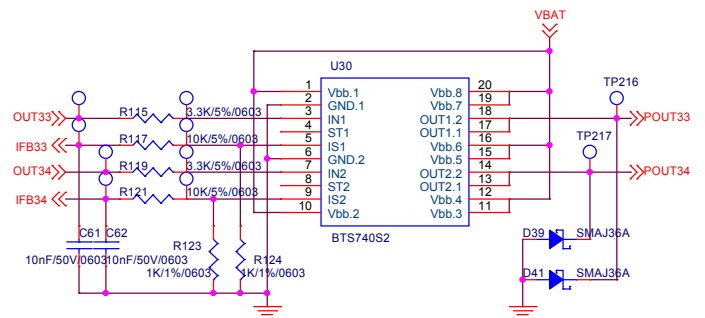 VBAT
U30
1 Vbb.1 Vbb.8 20
2 GND.1 Vbb.7 19
TP216
OUT33 R115 3.3K/5%/0603 3 IN1 OUT1.2 18 POUT33
4 ST1 OUT1.1 17
IFB33 R117 10K/5%/0603 5 IS1 Vbb.6 16
TP217
6 GND.2 Vbb.5 15
OUT34 R119 3.3K/5%/0603 7 IN2 OUT2.2 14 POUT34
8 ST2 OUT2.1 13
IFB34 R121 10K/5%/0603 9 IS2 Vbb.4 12
10 Vbb.2 Vbb.3 11
BTS740S2
C61 C62
10nF/50V/0603 10nF/50V/0603
R123 R124
1K/1%/0603 1K/1%/0603
D39 SMAJ36A
D41 SMAJ36A